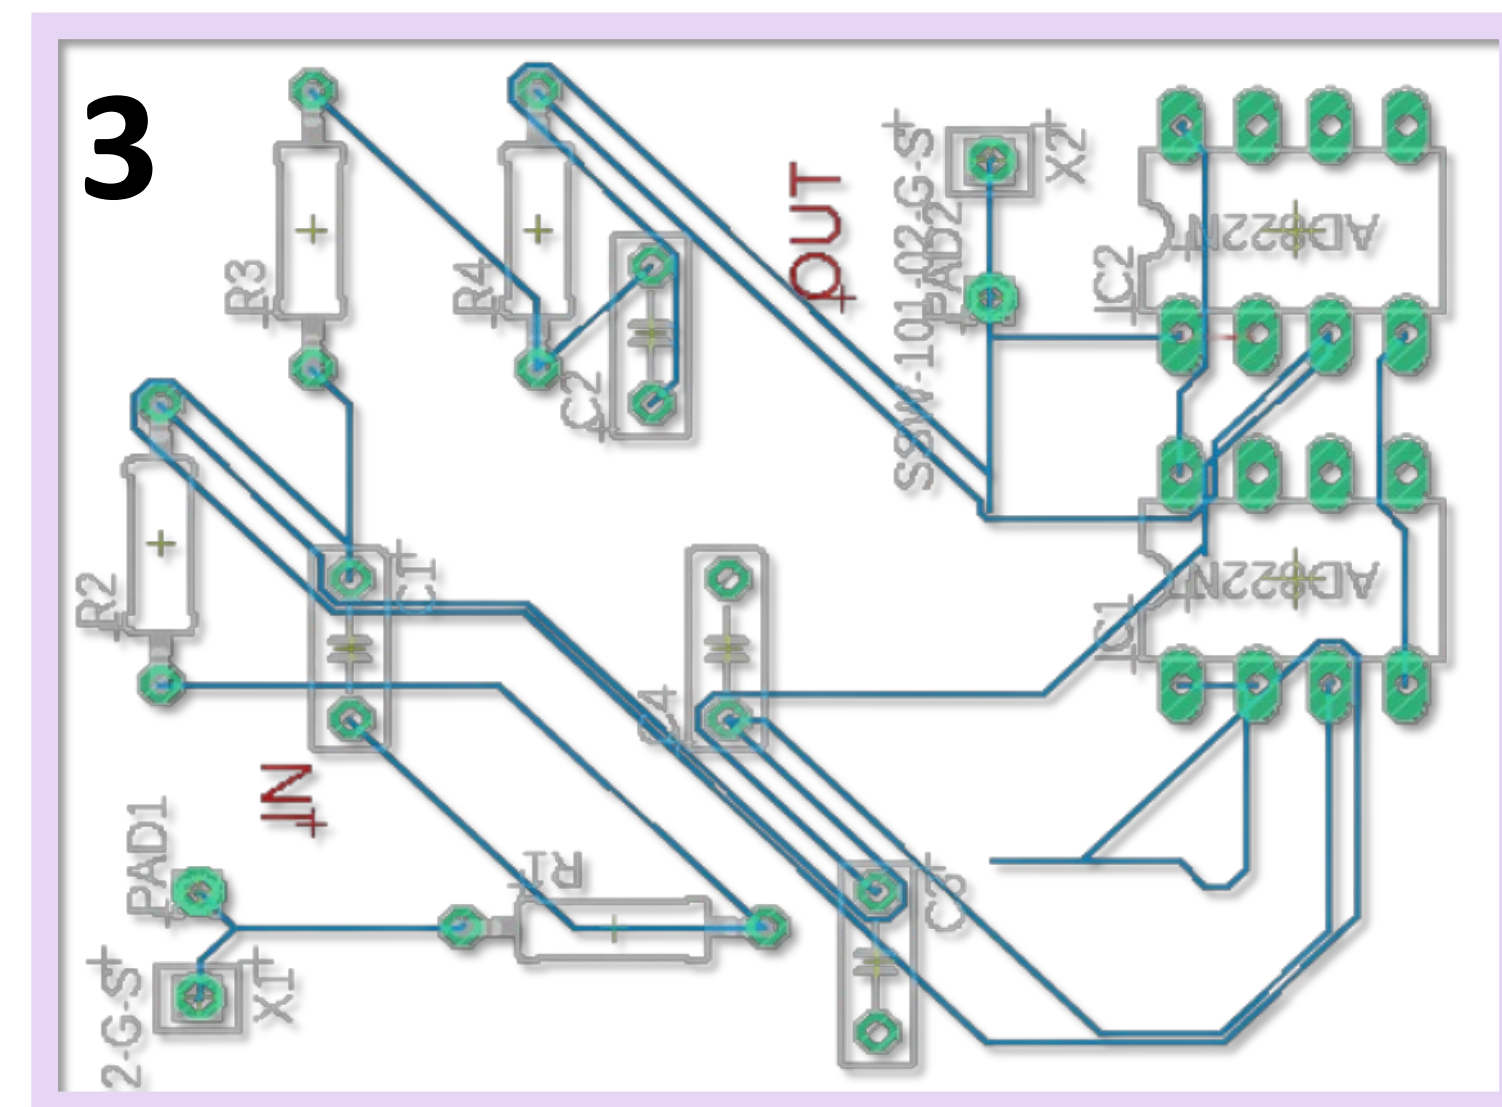 3
R3
R4
C2
OUT
SSW-101-02-G-S
PAD2
X2
IC2
AD822N
R2
C1
C4
IC1
AD822N
IN
PAD1
R1
C3
X1
2-G-S